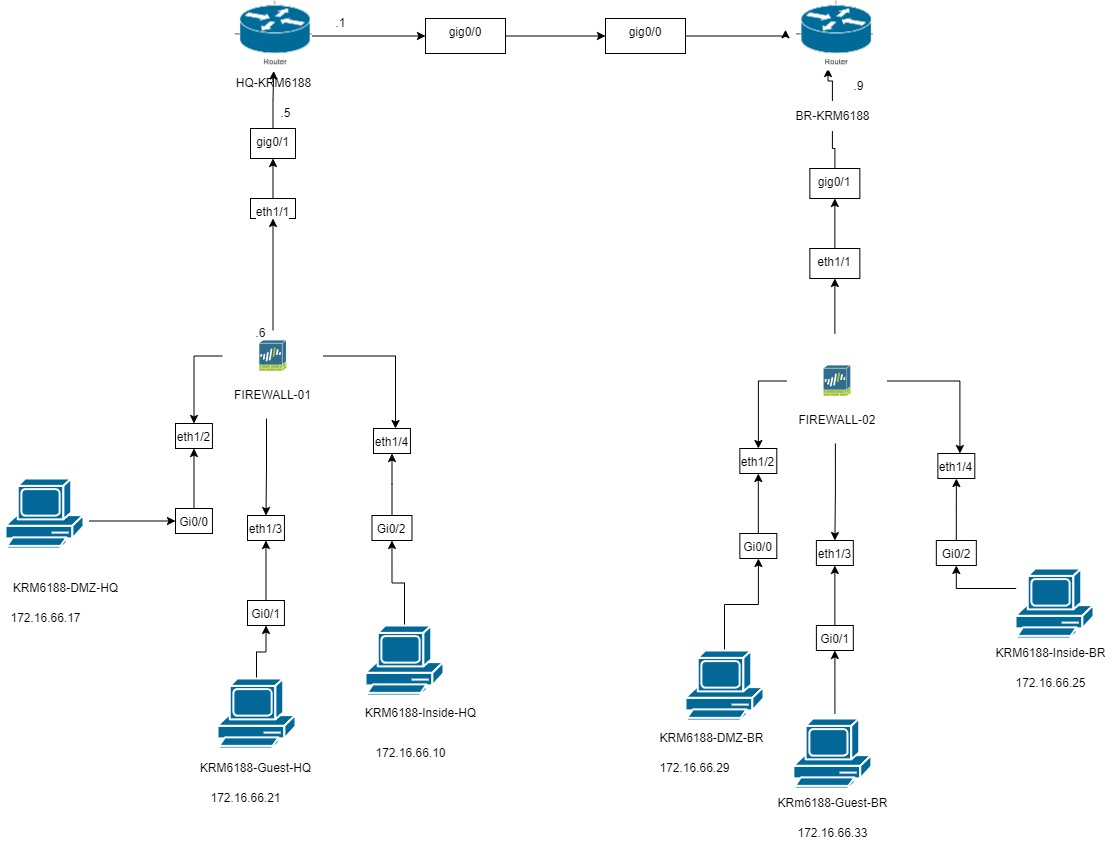 .1
gig0/0
gig0/0
Router
HQ-KRM6188
Router
.9
BR-KRM6188
.5
gig0/1
gig0/1
eth1/1
eth1/1
.6
FIREWALL-01
FIREWALL-02
eth1/2
eth1/4
eth1/2
eth1/4
Gi0/0
eth1/3
Gi0/2
Gi0/0
eth1/3
Gi0/2
KRM6188-DMZ-HQ
172.16.66.17
Gi0/1
Gi0/1
KRM6188-Inside-BR
172.16.66.25
KRM6188-Inside-HQ
172.16.66.10
KRM6188-DMZ-BR
172.16.66.29
KRM6188-Guest-HQ
172.16.66.21
KRm6188-Guest-BR
172.16.66.33